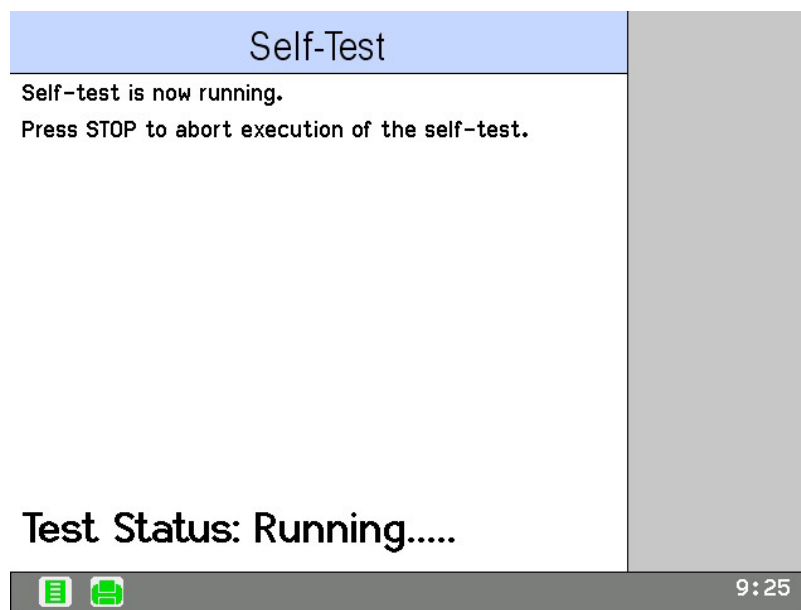 Self-Test
Self-test is now running.
Press STOP to abort execution of the self-test.
Test Status: Running.....
9:25